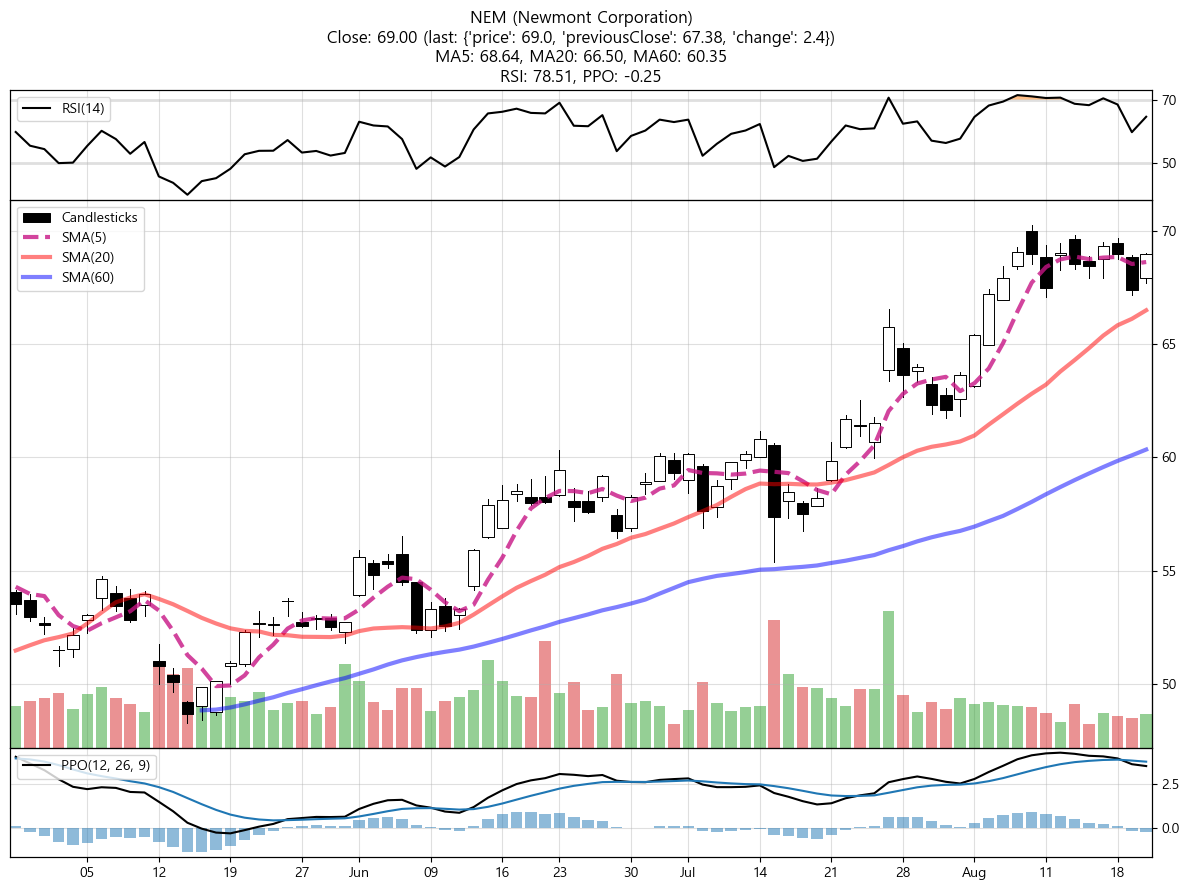 NEM (Newmont Corporation)
Close: 69.00 (last: {'price': 69.0, 'previousClose': 67.38, 'change': 2.4})
MA5: 68.64, MA20: 66.50, MA60: 60.35
RSI: 78.51, PPO: -0.25
RSI(14)
70
50
Candlesticks
SMA(5)
SMA(20)
SMA(60)
70
65
60
55
50
PPO(12, 26, 9)
2.5
0.0
05 12 19 27 Jun 09 16 23 30 Jul 14 21 28 Aug 11 18